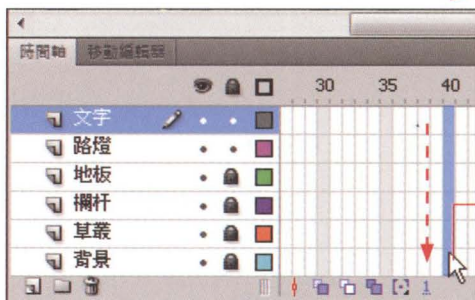 時間軸 移動編輯器
30 35 40
文字
路燈
地板
欄杆
草叢
背景
1